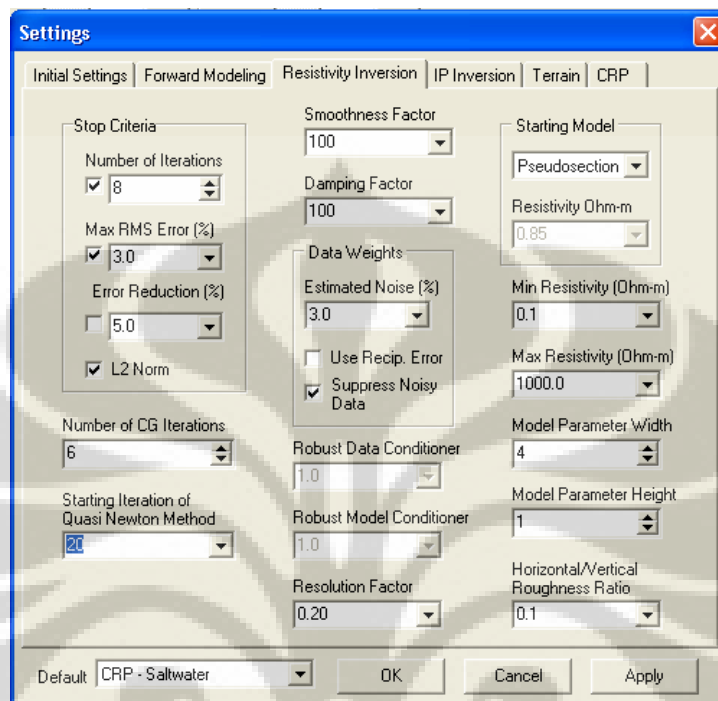 Settings
Initial Settings
Forward Modeling
Resistivity Inversion
IP Inversion
Terrain
CRP
Stop Criteria
Number of Iterations
8
Max RMS Error (%)
3.0
Error Reduction (%)
5.0
L2 Norm
Number of CG Iterations
6
Starting Iteration of
Quasi Newton Method
20
Smoothness Factor
100
Damping Factor
100
Data Weights
Estimated Noise (%)
3.0
Use Recip. Error
Suppress Noisy
Data
Robust Data Conditioner
1.0
Robust Model Conditioner
1.0
Resolution Factor
0.20
Starting Model
Pseudosection
Resistivity Ohm-m
0.85
Min Resistivity (Ohm-m)
0.1
Max Resistivity (Ohm-m)
1000.0
Model Parameter Width
4
Model Parameter Height
1
Horizontal/Vertical
Roughness Ratio
0.1
Default
CRP - Saltwater
OK
Cancel
Apply